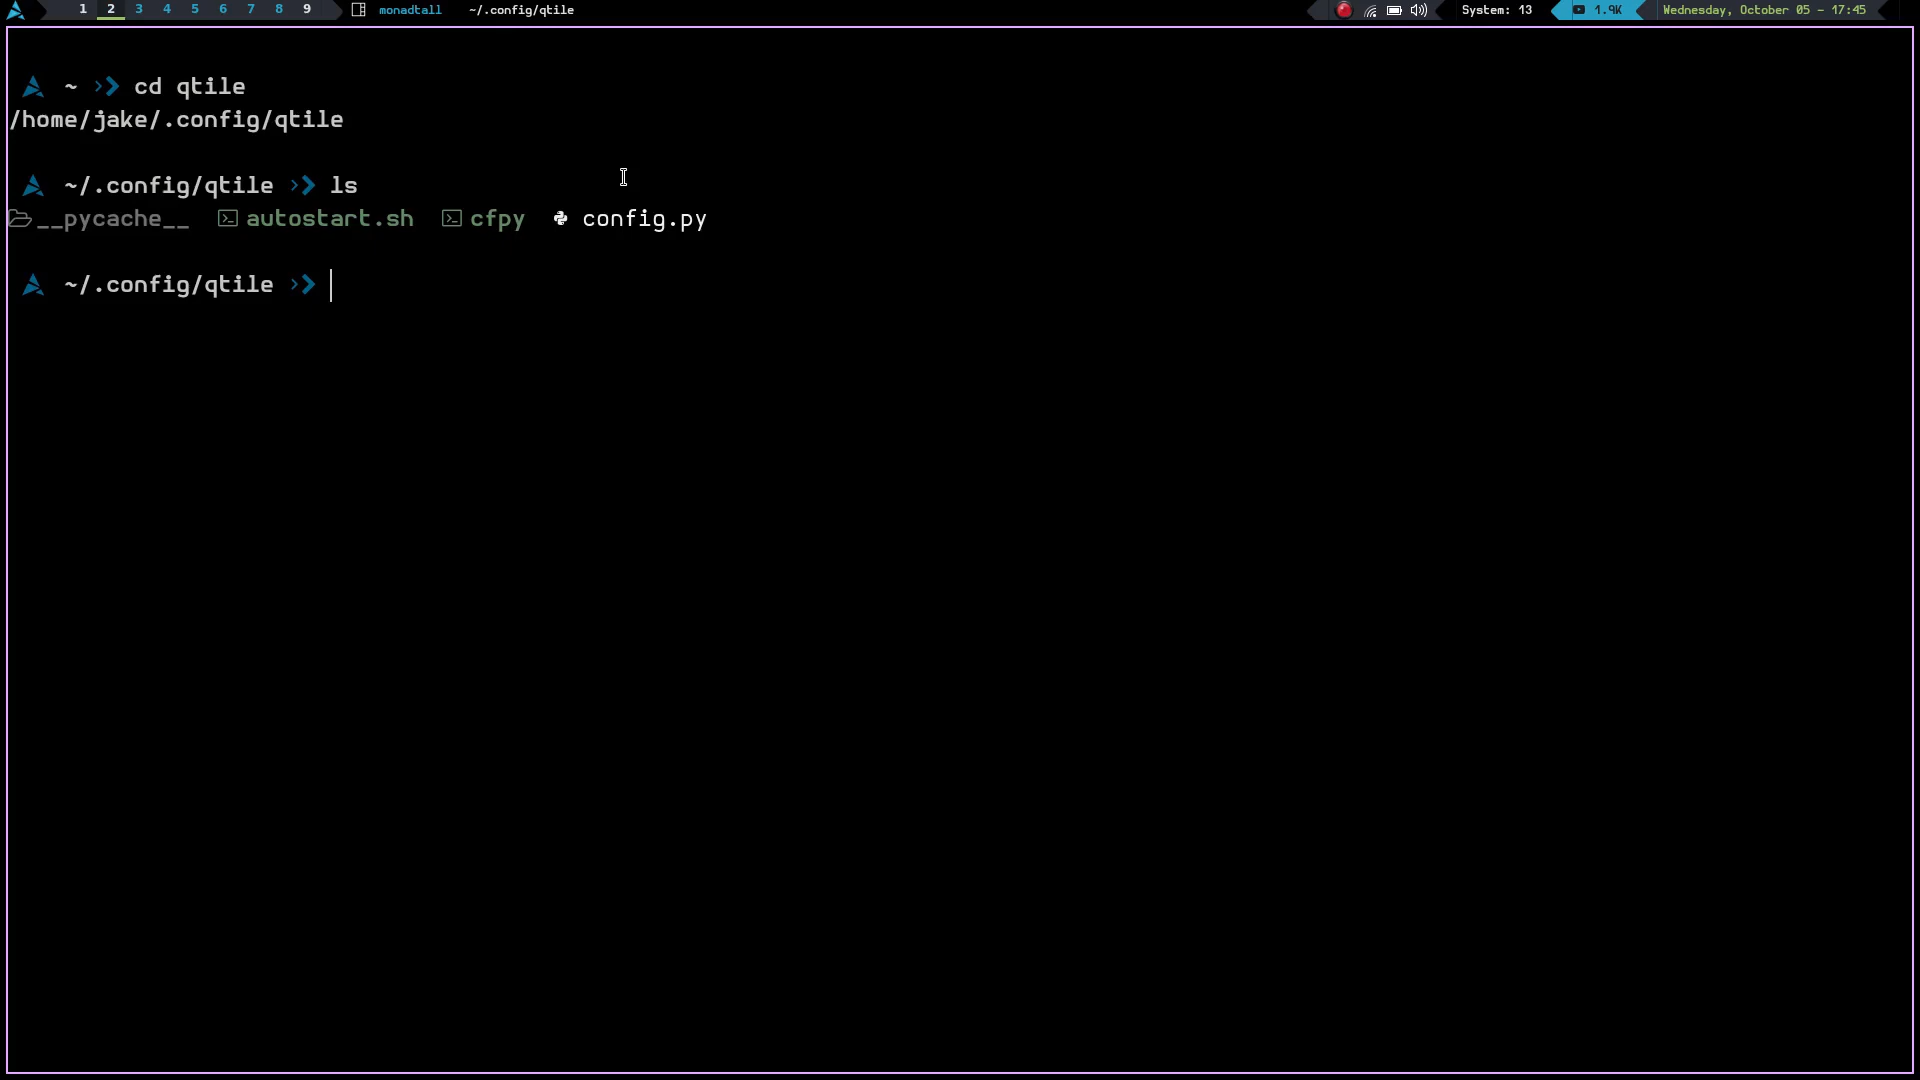 1 2 3 4 5 6 7 8 9 monadtall ~/.config/qtile System: 13 1.9K Wednesday, October 05 - 17:45
~ cd qtile
/home/jake/.config/qtile
~/.config/qtile ls
__pycache__ autostart.sh cfpy config.py
~/.config/qtile